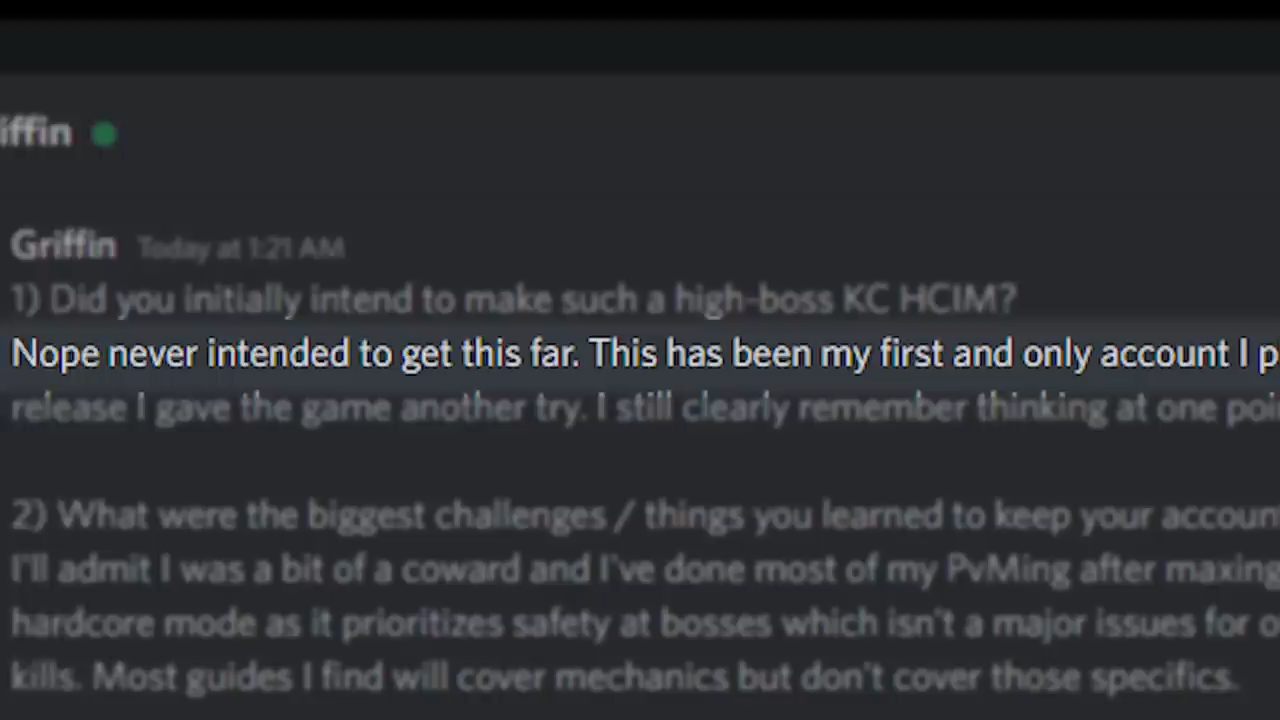 iffin
Griffin Today at 1:21 AM
1) Did you initially intend to make such a high-boss KC HCIM?
Nope never intended to get this far. This has been my first and only account I p
release I gave the game another try. I still clearly remember thinking at one poi
2) What were the biggest challenges / things you learned to keep your accoun
I'll admit I was a bit of a coward and I've done most of my PvMing after maxing
hardcore mode as it prioritizes safety at bosses which isn't a major issues for o
kills. Most guides I find will cover mechanics but don't cover those specifics.